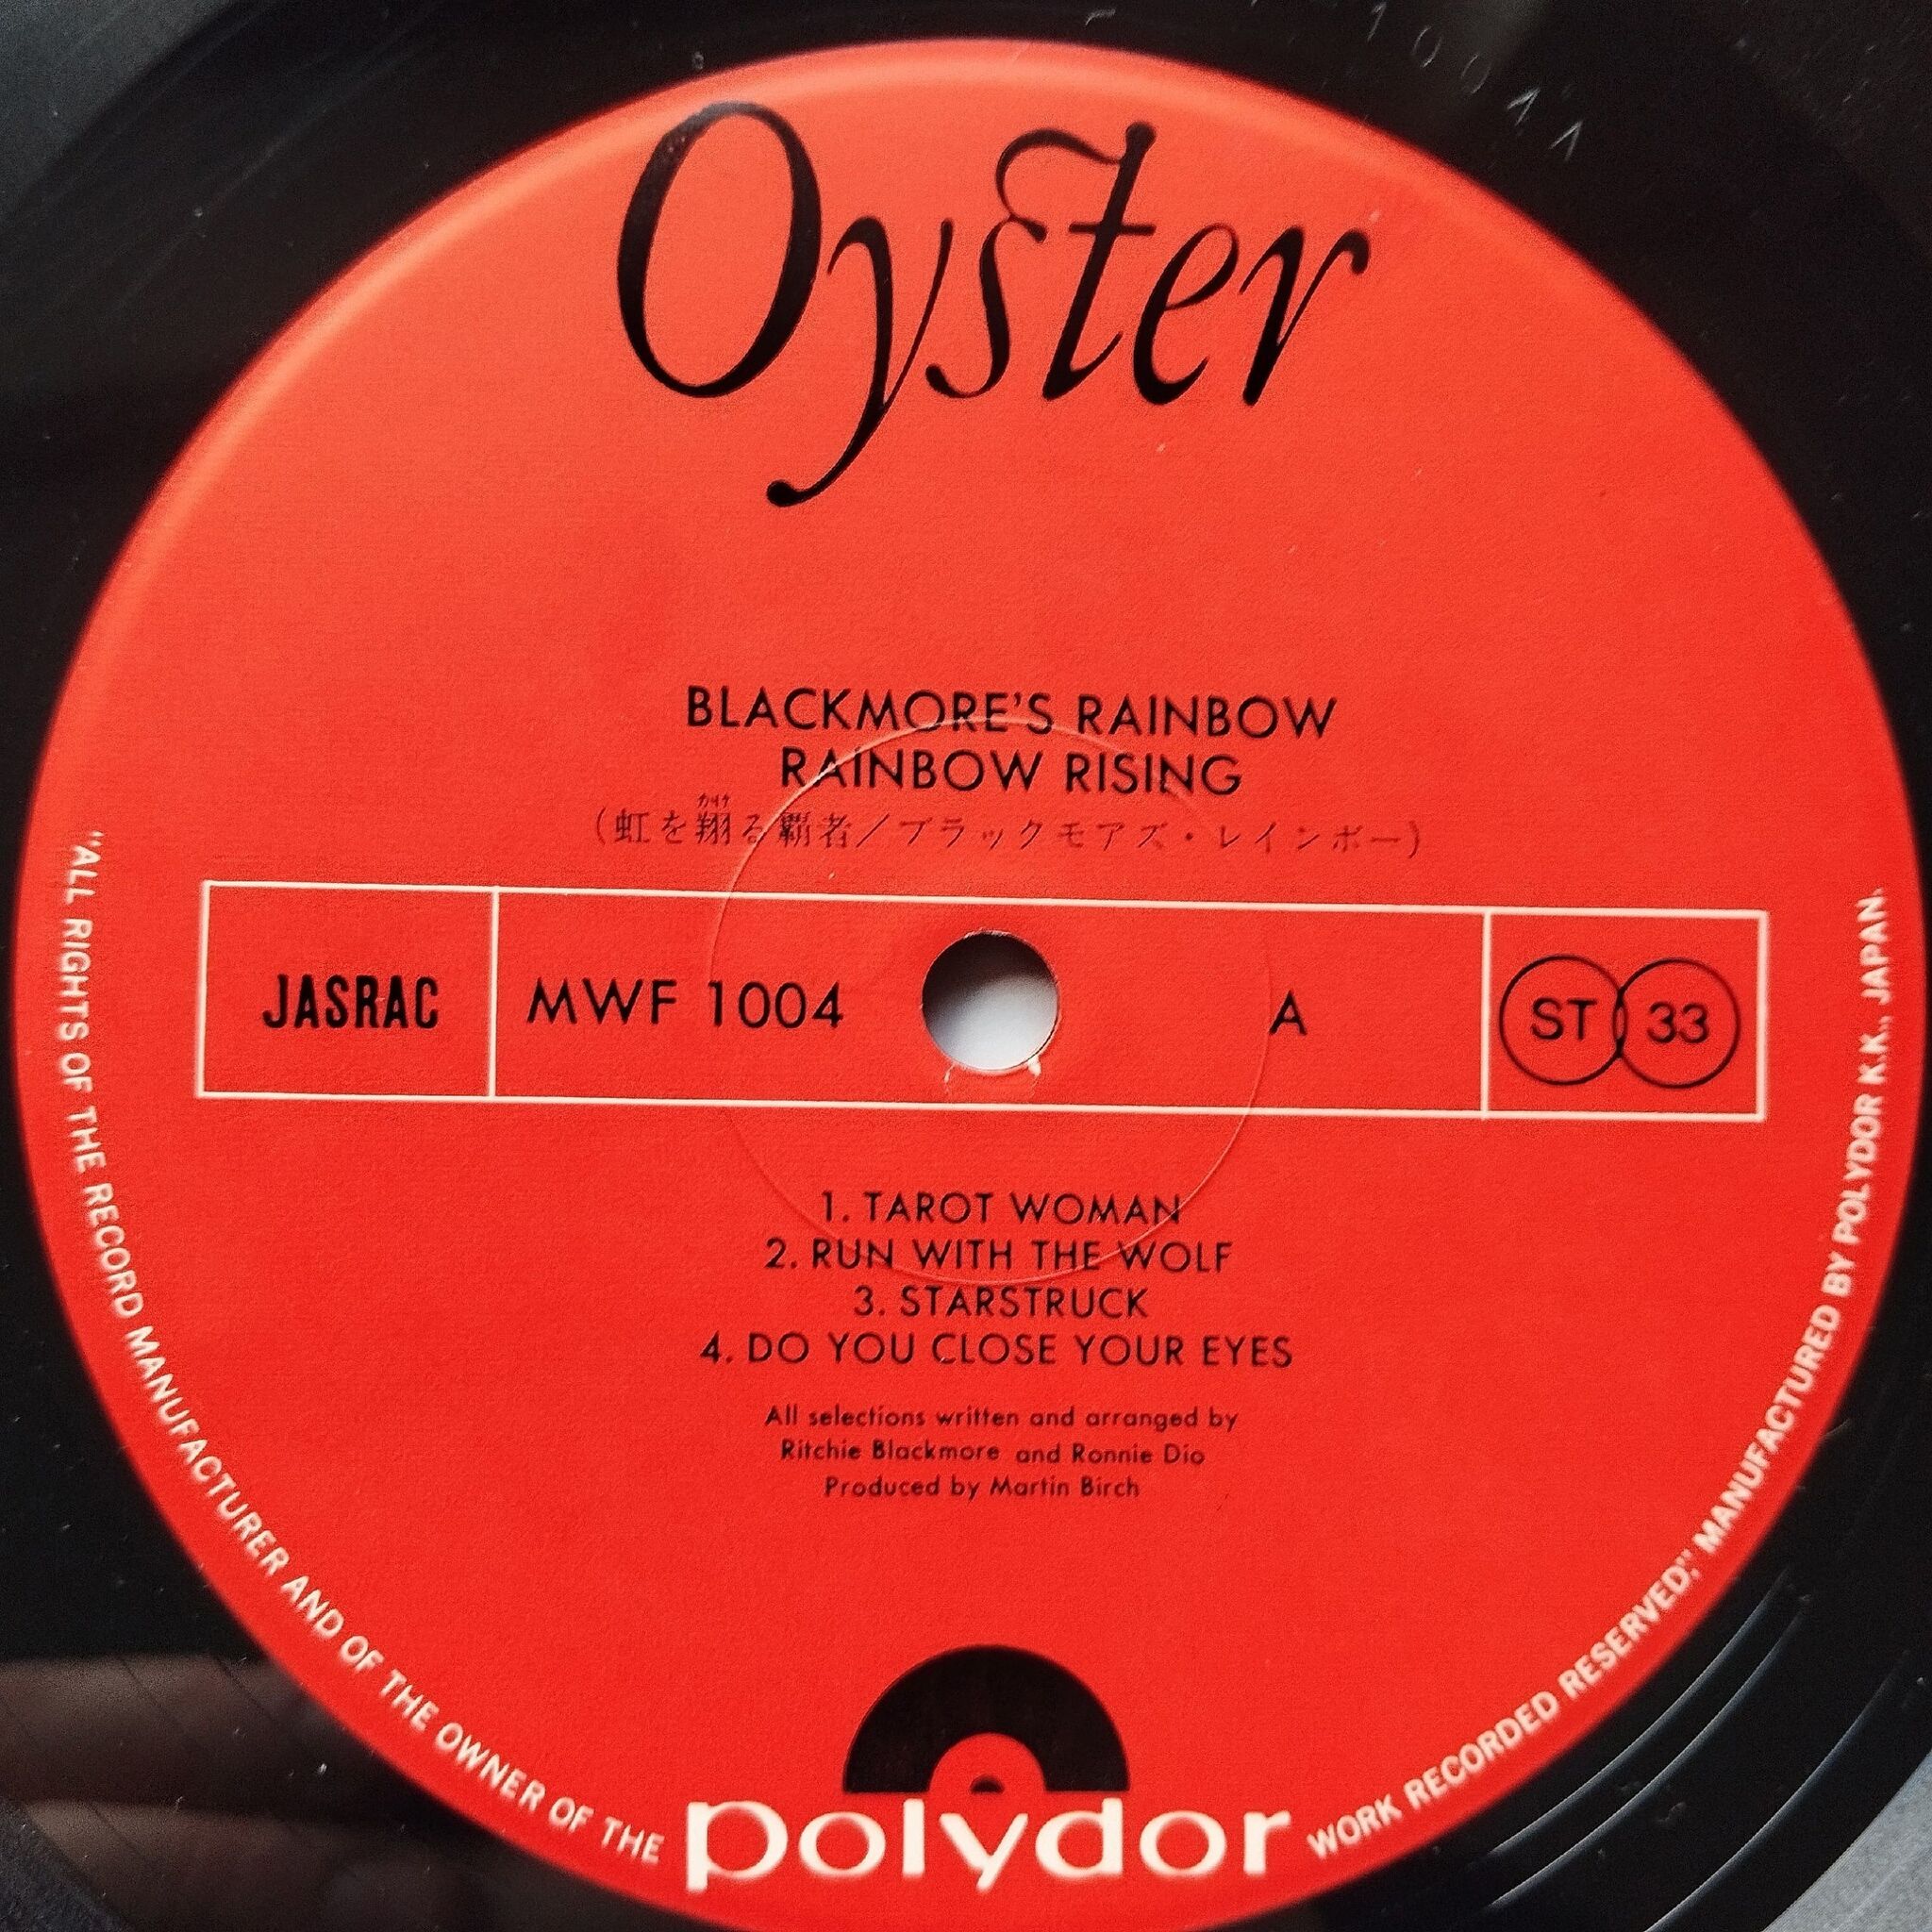 1004A
Oyster
BLACKMORE'S RAINBOW
RAINBOW RISING
かけ
(虹を翔る覇者/ブラックモアズ・レインボー)
JASRAC
MWF 1004
A
ST
33
1. TAROT WOMAN
2. RUN WITH THE WOLF
3. STARSTRUCK
4. DO YOU CLOSE YOUR EYES
All selections written and arranged by
Ritchie Blackmore and Ronnie Dio
Produced by Martin Birch
polydor
"ALL RIGHTS OF THE RECORD MANUFACTURER AND OF THE OWNER OF THE WORK RECORDED RESERVED," MANUFACTURED BY POLYDOR K.K., JAPAN.